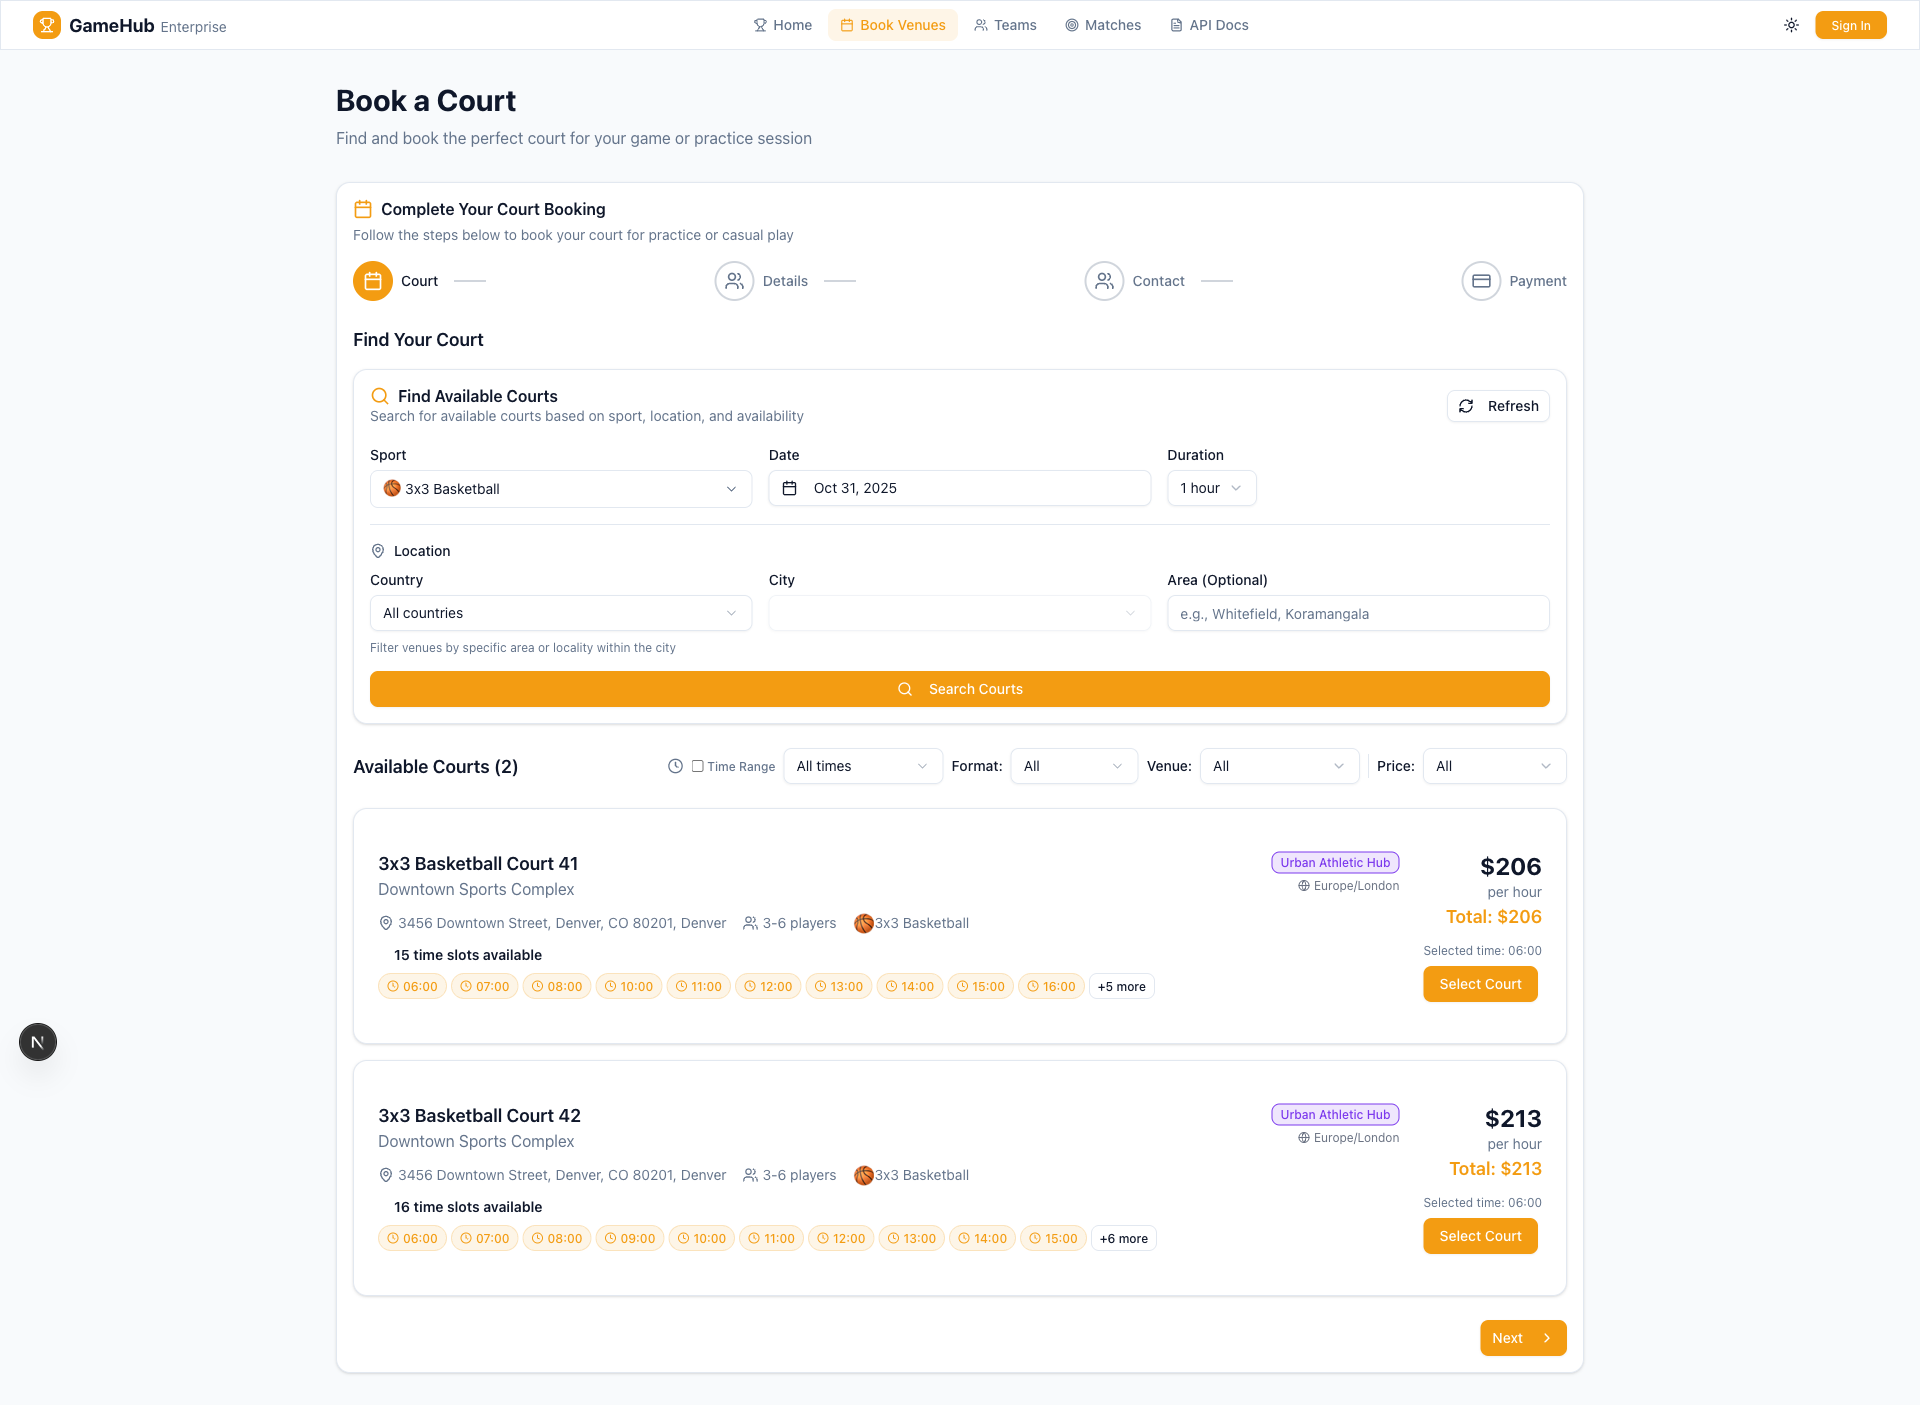 GameHub Enterprise
Home
Book Venues
Teams
Matches
API Docs
Sign In
Book a Court
Find and book the perfect court for your game or practice session
Complete Your Court Booking
Follow the steps below to book your court for practice or casual play
Court
Details
Contact
Payment
Find Your Court
Find Available Courts
Search for available courts based on sport, location, and availability
Refresh
Sport
Date
Duration
3x3 Basketball
Oct 31, 2025
1 hour
Location
Country
City
Area (Optional)
All countries
e.g., Whitefield, Koramangala
Filter venues by specific area or locality within the city
Search Courts
Available Courts (2)
Time Range
All times
Format:
All
Venue:
All
Price:
All
3x3 Basketball Court 41
Downtown Sports Complex
3456 Downtown Street, Denver, CO 80201, Denver
3-6 players
3x3 Basketball
15 time slots available
06:00
07:00
08:00
10:00
11:00
12:00
13:00
14:00
15:00
16:00
+5 more
Urban Athletic Hub
Europe/London
$206
per hour
Total: $206
Selected time: 06:00
Select Court
3x3 Basketball Court 42
Downtown Sports Complex
3456 Downtown Street, Denver, CO 80201, Denver
3-6 players
3x3 Basketball
16 time slots available
06:00
07:00
08:00
09:00
10:00
11:00
12:00
13:00
14:00
15:00
+6 more
Urban Athletic Hub
Europe/London
$213
per hour
Total: $213
Selected time: 06:00
Select Court
Next
N